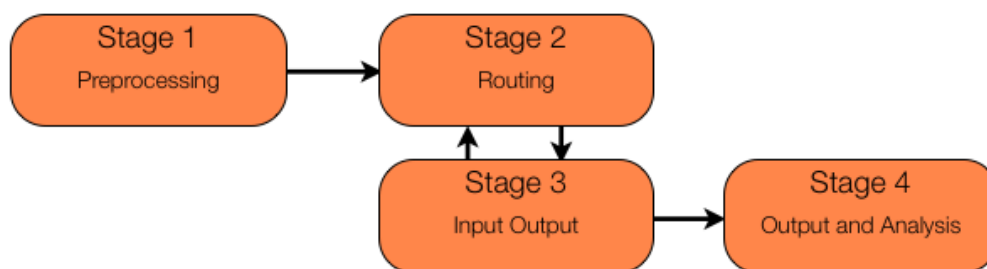 Stage 1
Preprocessing
Stage 2
Routing
Stage 3
Input Output
Stage 4
Output and Analysis